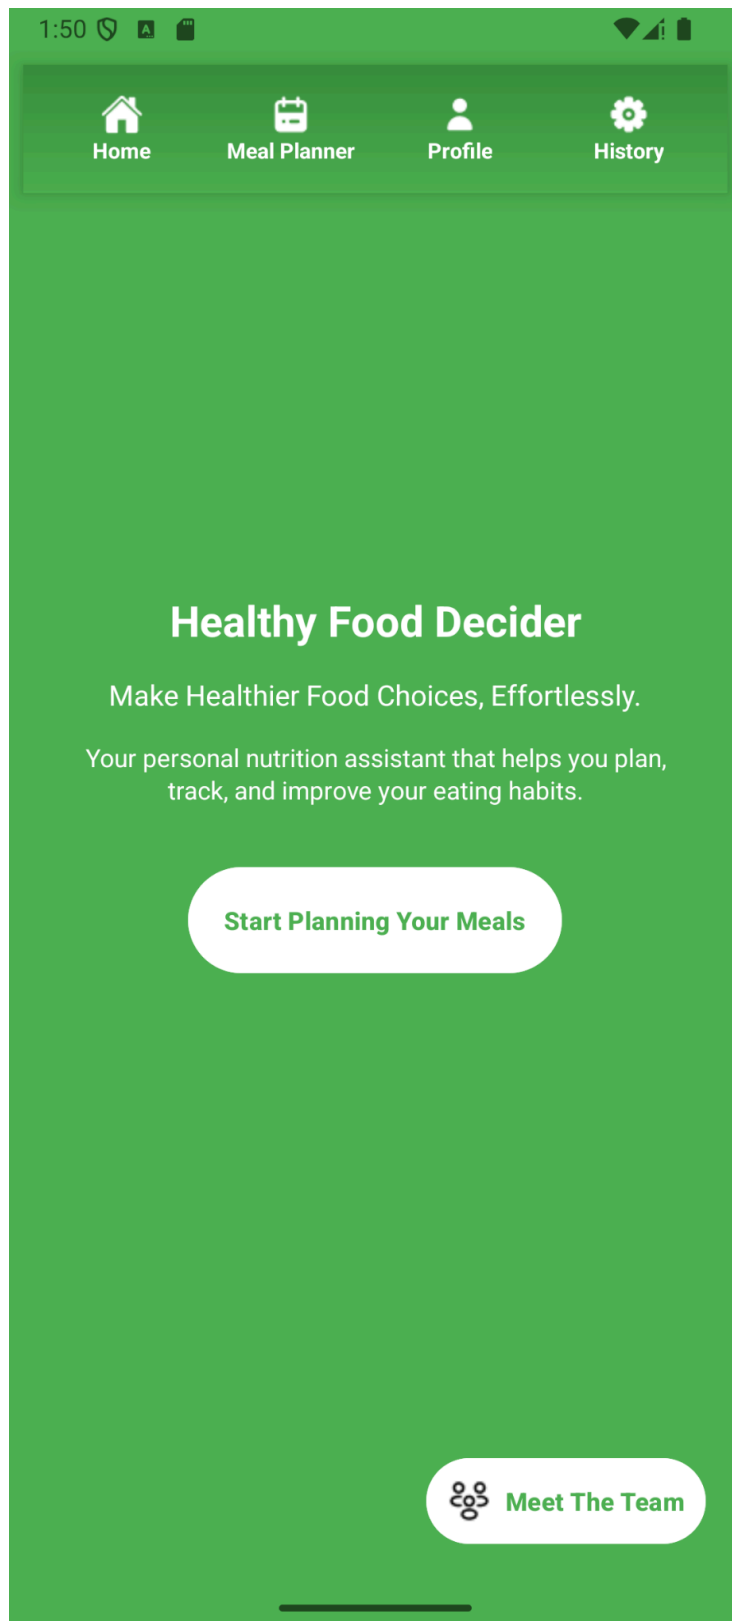 1:50
Home Meal Planner Profile History
Healthy Food Decider
Make Healthier Food Choices, Effortlessly.
Your personal nutrition assistant that helps you plan,
track, and improve your eating habits.
Start Planning Your Meals
Meet The Team